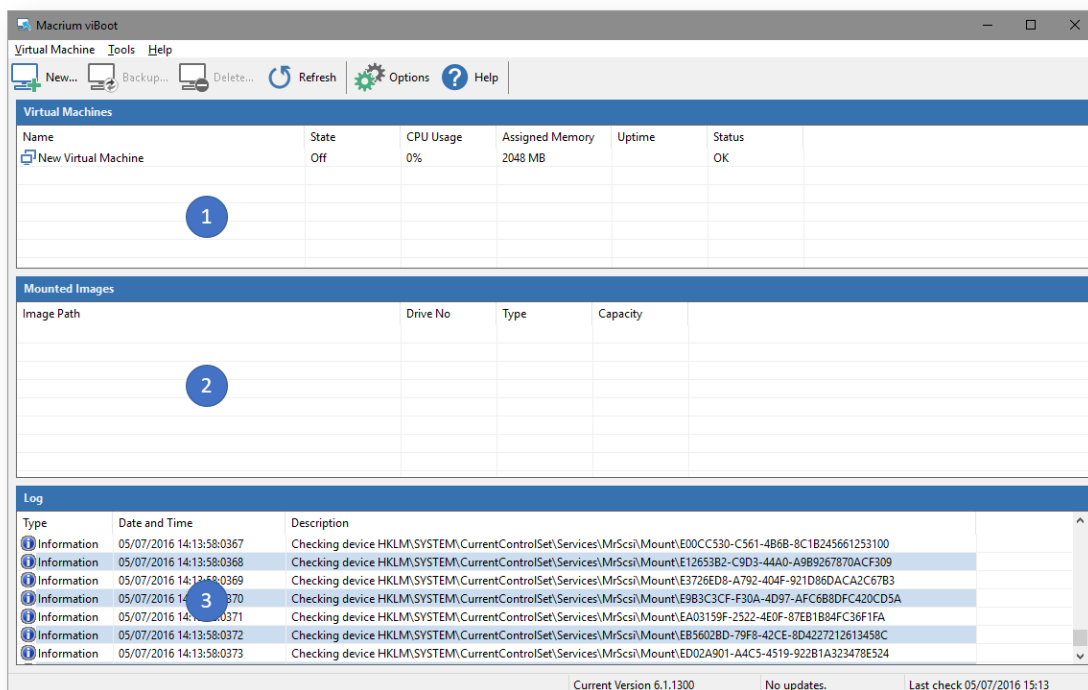 Macrium viBoot
Virtual Machine Tools Help
New... Backup... Delete... Refresh Options Help
Virtual Machines
Name State CPU Usage Assigned Memory Uptime Status
New Virtual Machine Off 0% 2048 MB OK
1
Mounted Images
Image Path Drive No Type Capacity
2
Log
Type Date and Time Description
Information 05/07/2016 14:13:58:0367 Checking device HKLM\SYSTEM\CurrentControlSet\Services\MrScsi\Mount\E00CC530-C561-4B6B-8C1B245661253100
Information 05/07/2016 14:13:58:0368 Checking device HKLM\SYSTEM\CurrentControlSet\Services\MrScsi\Mount\E12653B2-C9D3-44A0-A9B9267870ACF309
Information 05/07/2016 14:13:58:0369 Checking device HKLM\SYSTEM\CurrentControlSet\Services\MrScsi\Mount\E3726ED8-A792-404F-921D86DACA2C67B3
Information 05/07/2016 3 Checking device HKLM\SYSTEM\CurrentControlSet\Services\MrScsi\Mount\E9B3C3CF-F30A-4D97-AFC6B8DFC420CD5A
Information 05/07/2016 Checking device HKLM\SYSTEM\CurrentControlSet\Services\MrScsi\Mount\EA03159F-2522-4E0F-87EB1B84FC36F1FA
Information 05/07/2016 14:13:58:0372 Checking device HKLM\SYSTEM\CurrentControlSet\Services\MrScsi\Mount\EB5602BD-79F8-42CE-8D4227212613458C
Information 05/07/2016 14:13:58:0373 Checking device HKLM\SYSTEM\CurrentControlSet\Services\MrScsi\Mount\ED02A901-A4C5-4519-922B1A323478E524
Current Version 6.1.1300 No updates. Last check 05/07/2016 15:13